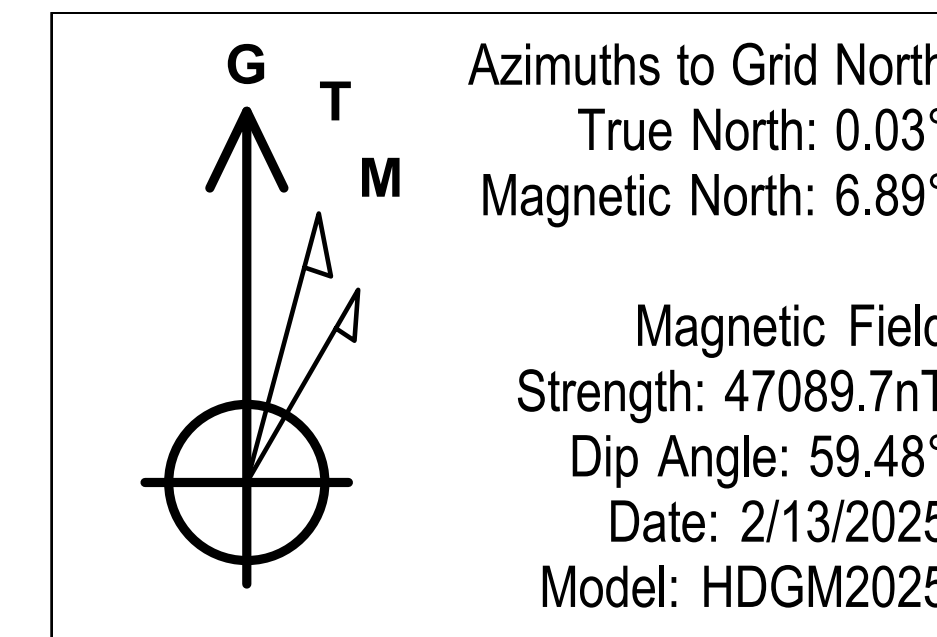 G
T
M
Azimuths to Grid North
True North: 0.03°
Magnetic North: 6.89°
Magnetic Field
Strength: 47089.7nT
Dip Angle: 59.48°
Date: 2/13/2025
Model: HDGM2025